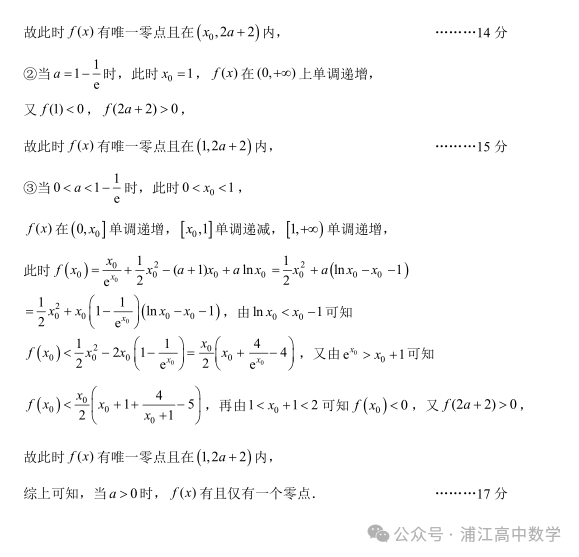 故此时 f(x) 有唯一零点且在 (x₀, 2a+2) 内， ………14 分
②当 a = 1 − 1/e 时，此时 x₀ = 1， f(x) 在 (0,+∞) 上单调递增，
又 f(1) < 0， f(2a+2) > 0，
故此时 f(x) 有唯一零点且在 (1, 2a+2) 内， ………15 分
③当 0 < a < 1 − 1/e 时，此时 0 < x₀ < 1，
f(x) 在 (0, x₀] 单调递增，[x₀, 1] 单调递减，[1, +∞) 单调递增，
此时 f(x₀) = x₀/e^(x₀) + 1/2 x₀² − (a+1)x₀ + a ln x₀ = 1/2 x₀² + a(ln x₀ − x₀ − 1)
= 1/2 x₀² + x₀(1 − 1/e^(x₀))(ln x₀ − x₀ − 1)，由 ln x₀ < x₀ − 1 可知
f(x₀) < 1/2 x₀² − 2x₀(1 − 1/e^(x₀)) = x₀/2 (x₀ + 4/e^(x₀) − 4)，又由 e^(x₀) > x₀ + 1 可知
f(x₀) < x₀/2 (x₀ + 1 + 4/(x₀+1) − 5)，再由 1 < x₀ + 1 < 2 可知 f(x₀) < 0，又 f(2a+2) > 0，
故此时 f(x) 有唯一零点且在 (1, 2a+2) 内，
综上可知，当 a > 0 时， f(x) 有且仅有一个零点． ………17 分
公众号 · 浦江高中数学